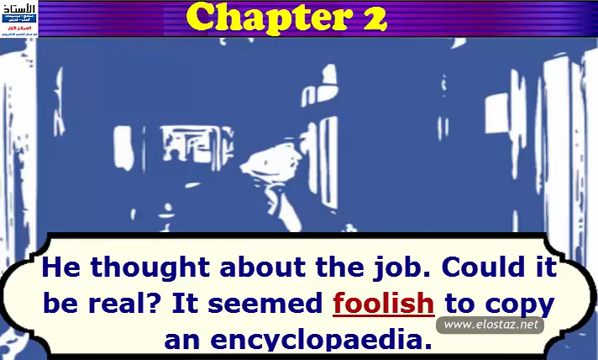 الأستاذ
Chapter 2
He thought about the job. Could it
be real? It seemed foolish to copy
an encyclopaedia.
www.elostaz.net